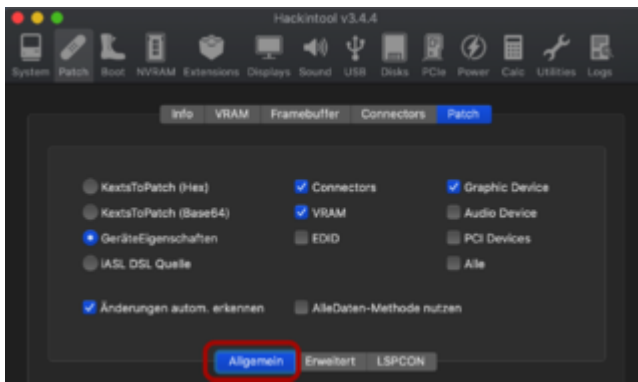 Hackintool v3.4.4
System Patch Boot NVRAM Extensions Displays Sound USB Disks PCIe Power Calc Utilities Logs
Info VRAM Framebuffer Connectors Patch
KextsToPatch (Hex) Connectors Graphic Device
KextsToPatch (Base64) VRAM Audio Device
GeräteEigenschaften EDID PCI Devices
iASL DSL Quelle Alle
Änderungen autom. erkennen AlleDaten-Methode nutzen
Allgemein Erweitert LSPCON